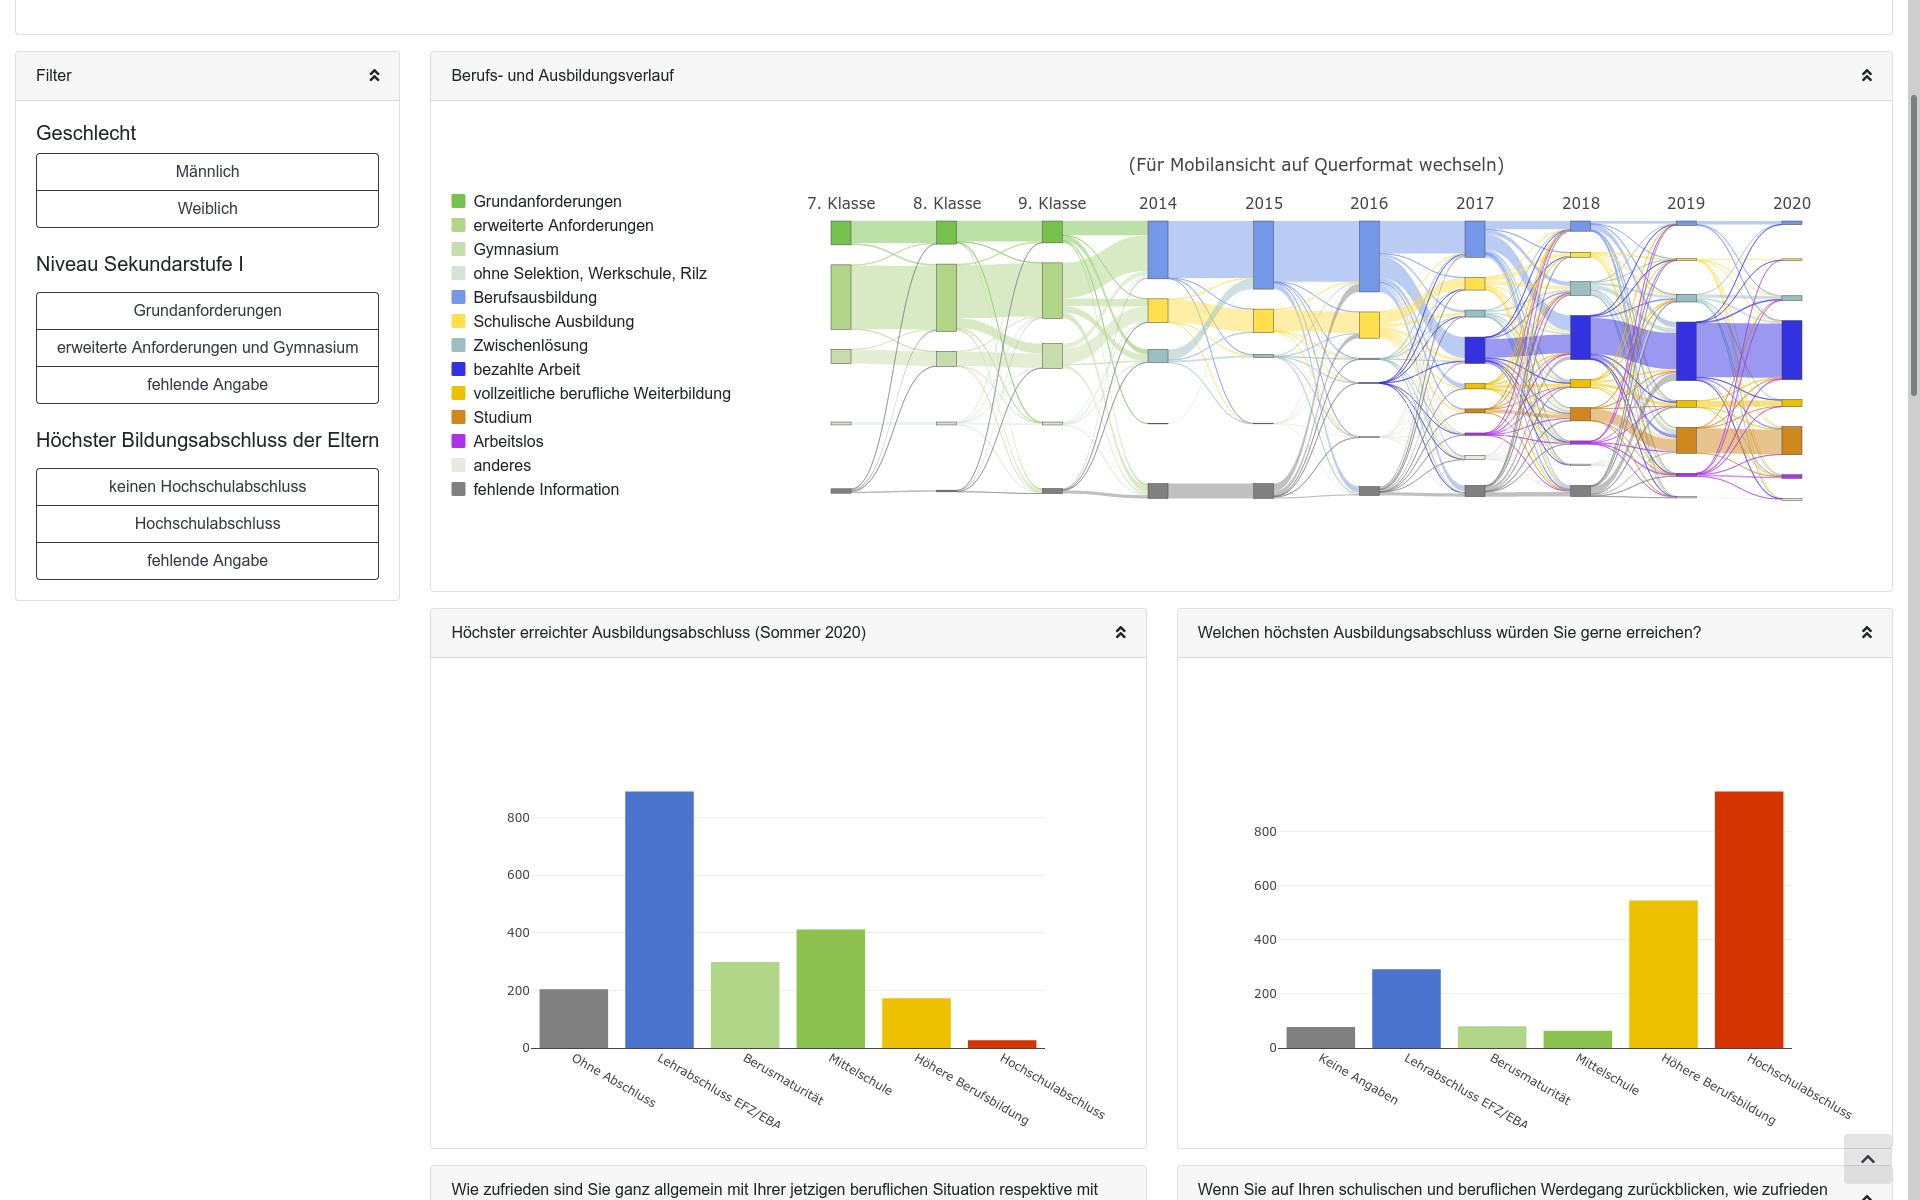 Filter
Geschlecht
Männlich
Weiblich
Niveau Sekundarstufe I
Grundanforderungen
erweiterte Anforderungen und Gymnasium
fehlende Angabe
Höchster Bildungsabschluss der Eltern
keinen Hochschulabschluss
Hochschulabschluss
fehlende Angabe
Berufs- und Ausbildungsverlauf
(Für Mobilansicht auf Querformat wechseln)
7. Klasse 8. Klasse 9. Klasse 2014 2015 2016 2017 2018 2019 2020
Grundanforderungen
erweiterte Anforderungen
Gymnasium
ohne Selektion, Werkschule, Rilz
Berufsausbildung
Schulische Ausbildung
Zwischenlösung
bezahlte Arbeit
vollzeitliche berufliche Weiterbildung
Studium
Arbeitslos
anderes
fehlende Information
Höchster erreichter Ausbildungsabschluss (Sommer 2020)
800
600
400
200
0
Ohne Abschluss
Lehrabschluss EFZ/EBA
Berusmaturität
Mittelschule
Höhere Berufsbildung
Hochschulabschluss
Welchen höchsten Ausbildungsabschluss würden Sie gerne erreichen?
800
600
400
200
0
Keine Angaben
Lehrabschluss EFZ/EBA
Berusmaturität
Mittelschule
Höhere Berufsbildung
Hochschulabschluss
Wie zufrieden sind Sie ganz allgemein mit Ihrer jetzigen beruflichen Situation respektive mit
Wenn Sie auf Ihren schulischen und beruflichen Werdegang zurückblicken, wie zufrieden